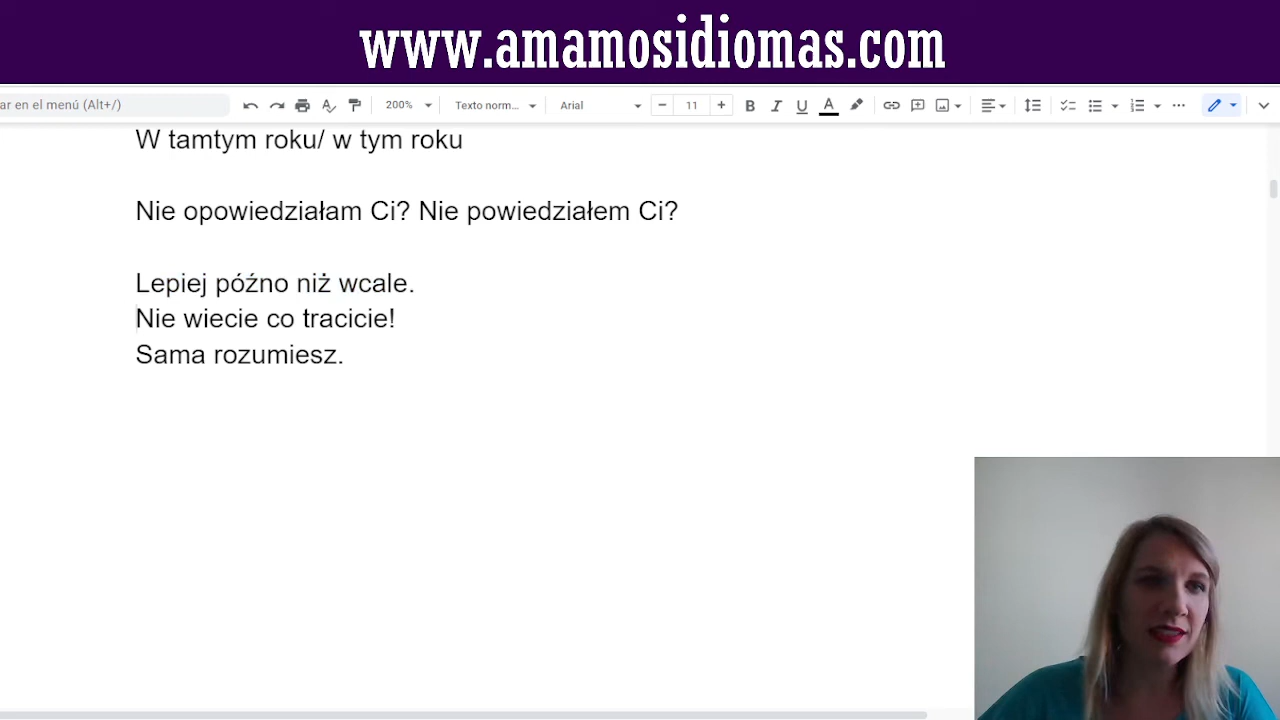 www.amamosidiomas.com
ar en el menú (Alt+/)
200%
Texto norm...
Arial
11
W tamtym roku/ w tym roku
Nie opowiedziałam Ci? Nie powiedziałem Ci?
Lepiej późno niż wcale.
Nie wiecie co tracicie!
Sama rozumiesz.